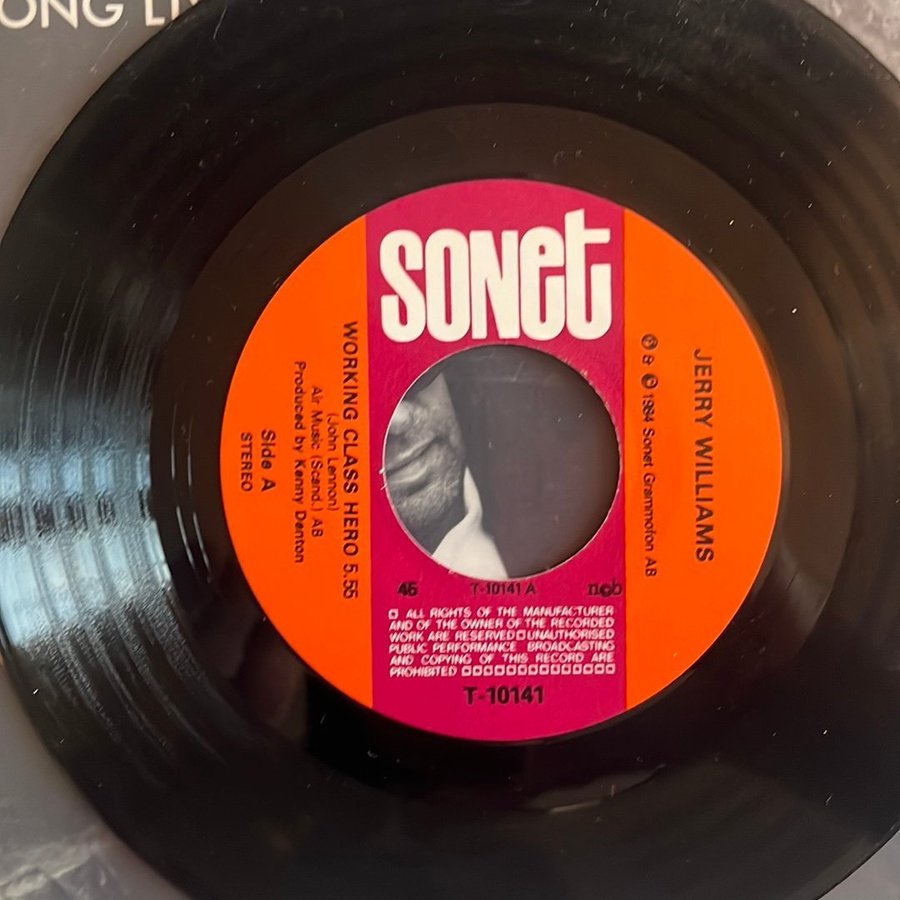 ONG LIV
SONET
JERRY WILLIAMS
℗ & © 1984 Sonet Grammofon AB
WORKING CLASS HERO 5.55
(John Lennon)
Air Music (Scand.) AB
Produced by Kenny Denton
Side A
STEREO
45 T-10141 A ncb
ALL RIGHTS OF THE MANUFACTURER
AND OF THE OWNER OF THE RECORDED
WORK ARE RESERVED UNAUTHORISED
PUBLIC PERFORMANCE BROADCASTING
AND COPYING OF THIS RECORD ARE
PROHIBITED
T-10141